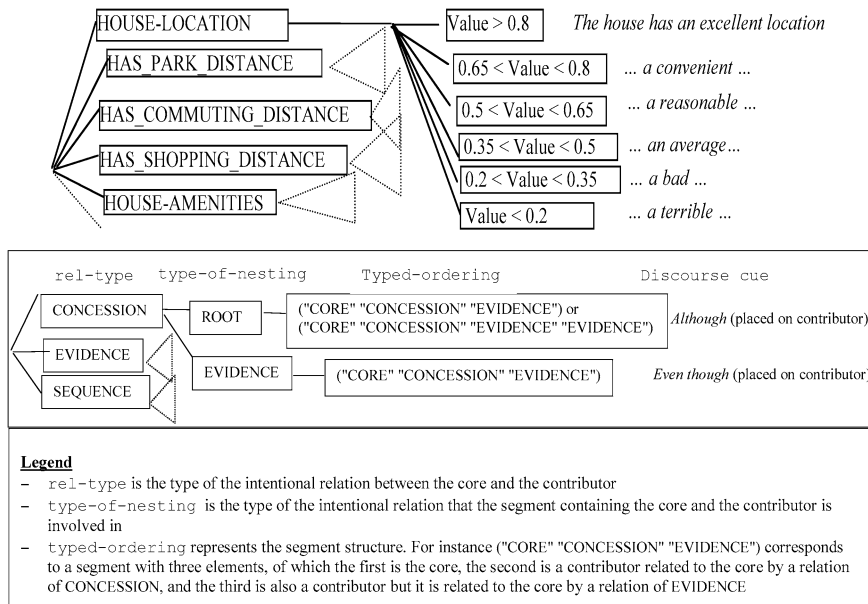 HOUSE-LOCATION
HAS_PARK_DISTANCE
HAS_COMMUTING_DISTANCE
HAS_SHOPPING_DISTANCE
HOUSE-AMENITIES
Value > 0.8 The house has an excellent location
0.65 < Value < 0.8 ... a convenient ...
0.5 < Value < 0.65 ... a reasonable ...
0.35 < Value < 0.5 ... an average...
0.2 < Value < 0.35 ... a bad ...
Value < 0.2 ... a terrible ...
rel-type type-of-nesting Typed-ordering Discourse cue
CONCESSION ROOT ("CORE" "CONCESSION" "EVIDENCE") or
("CORE" "CONCESSION" "EVIDENCE" "EVIDENCE") Although (placed on contributor)
EVIDENCE
SEQUENCE
EVIDENCE ("CORE" "CONCESSION" "EVIDENCE") Even though (placed on contributor)
Legend
– rel-type is the type of the intentional relation between the core and the contributor
– type-of-nesting is the type of the intentional relation that the segment containing the core and the contributor is
involved in
– typed-ordering represents the segment structure. For instance ("CORE" "CONCESSION" "EVIDENCE") corresponds
to a segment with three elements, of which the first is the core, the second is a contributor related to the core by a relation
of CONCESSION, and the third is also a contributor but it is related to the core by a relation of EVIDENCE